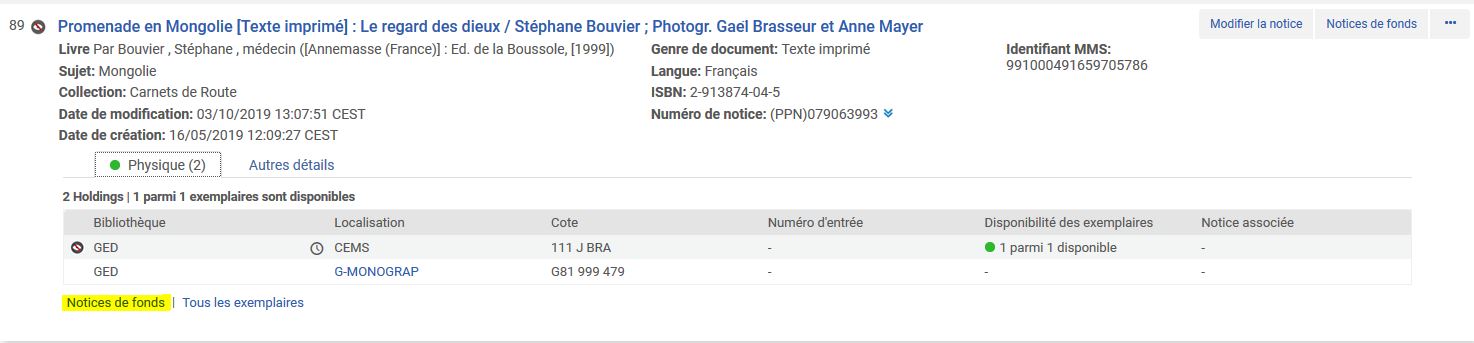 89 Promenade en Mongolie [Texte imprimé] : Le regard des dieux / Stéphane Bouvier ; Photogr. Gael Brasseur et Anne Mayer
Modifier la notice Notices de fonds ...
Livre Par Bouvier , Stéphane , médecin ([Annemasse (France)] : Ed. de la Boussole, [1999])
Sujet: Mongolie
Collection: Carnets de Route
Date de modification: 03/10/2019 13:07:51 CEST
Date de création: 16/05/2019 12:09:27 CEST
Genre de document: Texte imprimé
Langue: Français
ISBN: 2-913874-04-5
Numéro de notice: (PPN)079063993
Identifiant MMS:
991000491659705786
Physique (2) Autres détails
2 Holdings | 1 parmi 1 exemplaires sont disponibles
Bibliothèque Localisation Cote Numéro d'entrée Disponibilité des exemplaires Notice associée
GED CEMS 111 J BRA - 1 parmi 1 disponible -
GED G-MONOGRAP G81 999 479 - - -
Notices de fonds | Tous les exemplaires